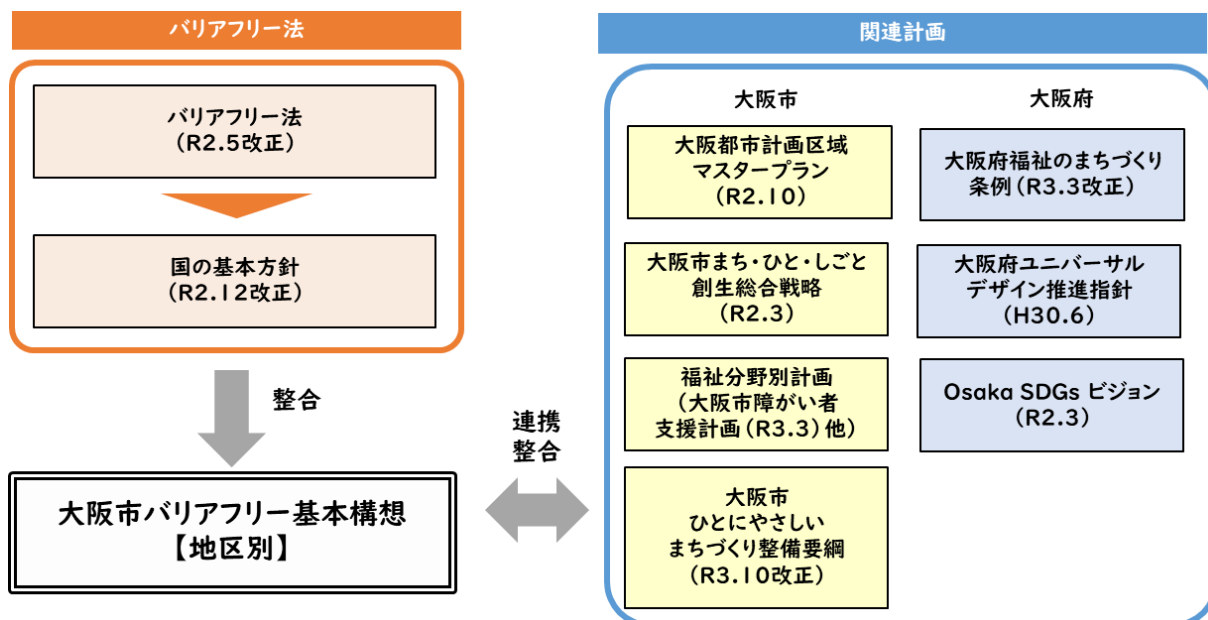 バリアフリー法
バリアフリー法
(R2.5改正)
国の基本方針
(R2.12改正)
整合
大阪市バリアフリー基本構想
【地区別】
連携
整合
関連計画
大阪市
大阪都市計画区域
マスタープラン
(R2.10)
大阪市まち・ひと・しごと
創生総合戦略
(R2.3)
福祉分野別計画
(大阪市障がい者
支援計画(R3.3)他)
大阪市
ひとにやさしい
まちづくり整備要綱
(R3.10改正)
大阪府
大阪府福祉のまちづくり
条例(R3.3改正)
大阪府ユニバーサル
デザイン推進指針
(H30.6)
Osaka SDGs ビジョン
(R2.3)